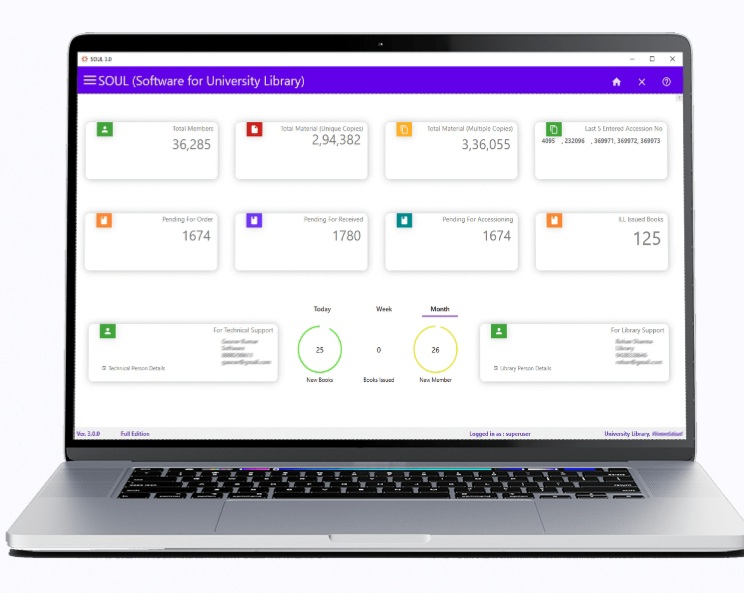 SOUL 3.0
SOUL (Software for University Library)
Total Members
36,285
Total Material (Unique Copies)
2,94,382
Total Material (Multiple Copies)
3,36,055
Last 5 Entered Accession No
4095 , 232096 , 369971, 369972, 369973
Pending For Order
1674
Pending For Received
1780
Pending For Accessioning
1674
ILL Issued Books
125
Today
Week
Month
For Technical Support
Technical Person Details
25
New Books
0
Books Issued
26
New Member
For Library Support
Library Person Details
Ver. 3.0.0
Full Edition
Logged in as : superuser
University Library,